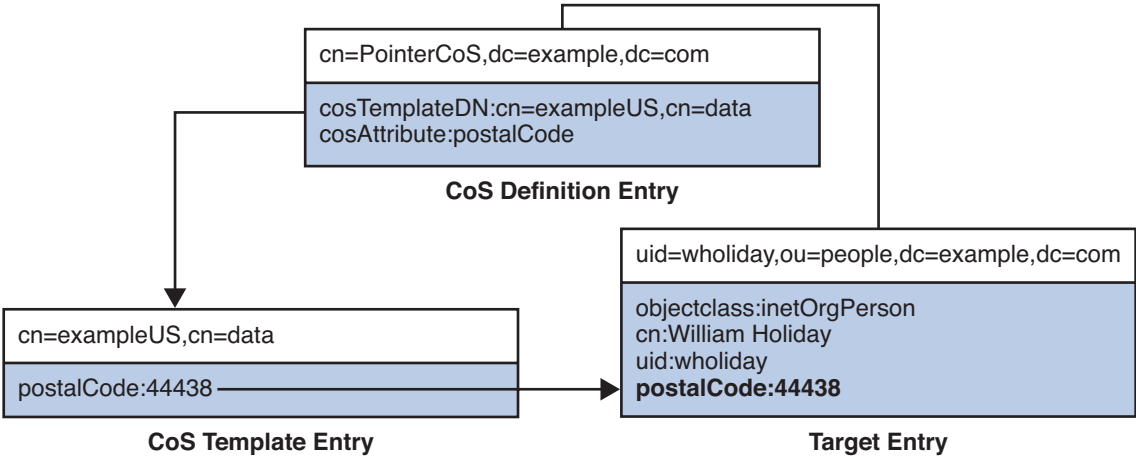 cn=PointerCoS,dc=example,dc=com
cosTemplateDN:cn=exampleUS,cn=data
cosAttribute:postalCode
CoS Definition Entry
uid=wholiday,ou=people,dc=example,dc=com
objectclass:inetOrgPerson
cn:William Holiday
uid:wholiday
postalCode:44438
Target Entry
cn=exampleUS,cn=data
postalCode:44438
CoS Template Entry